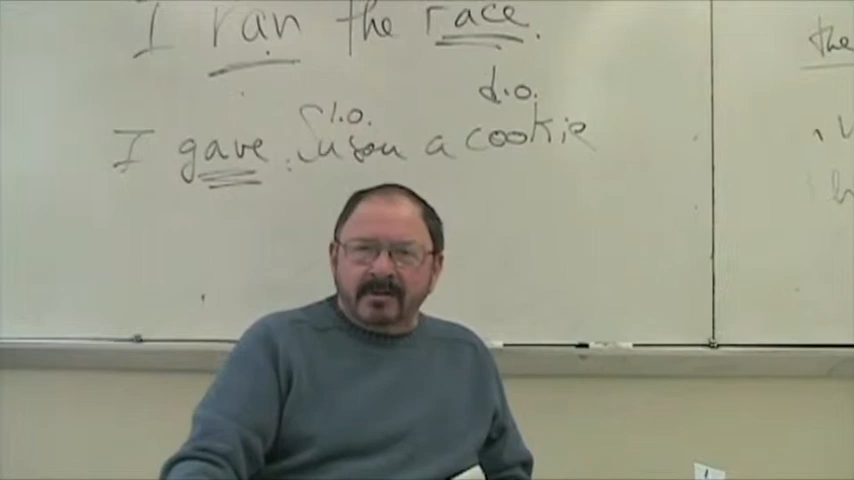 I ran the race.
i.o. d.o.
I gave Susan a cookie
the